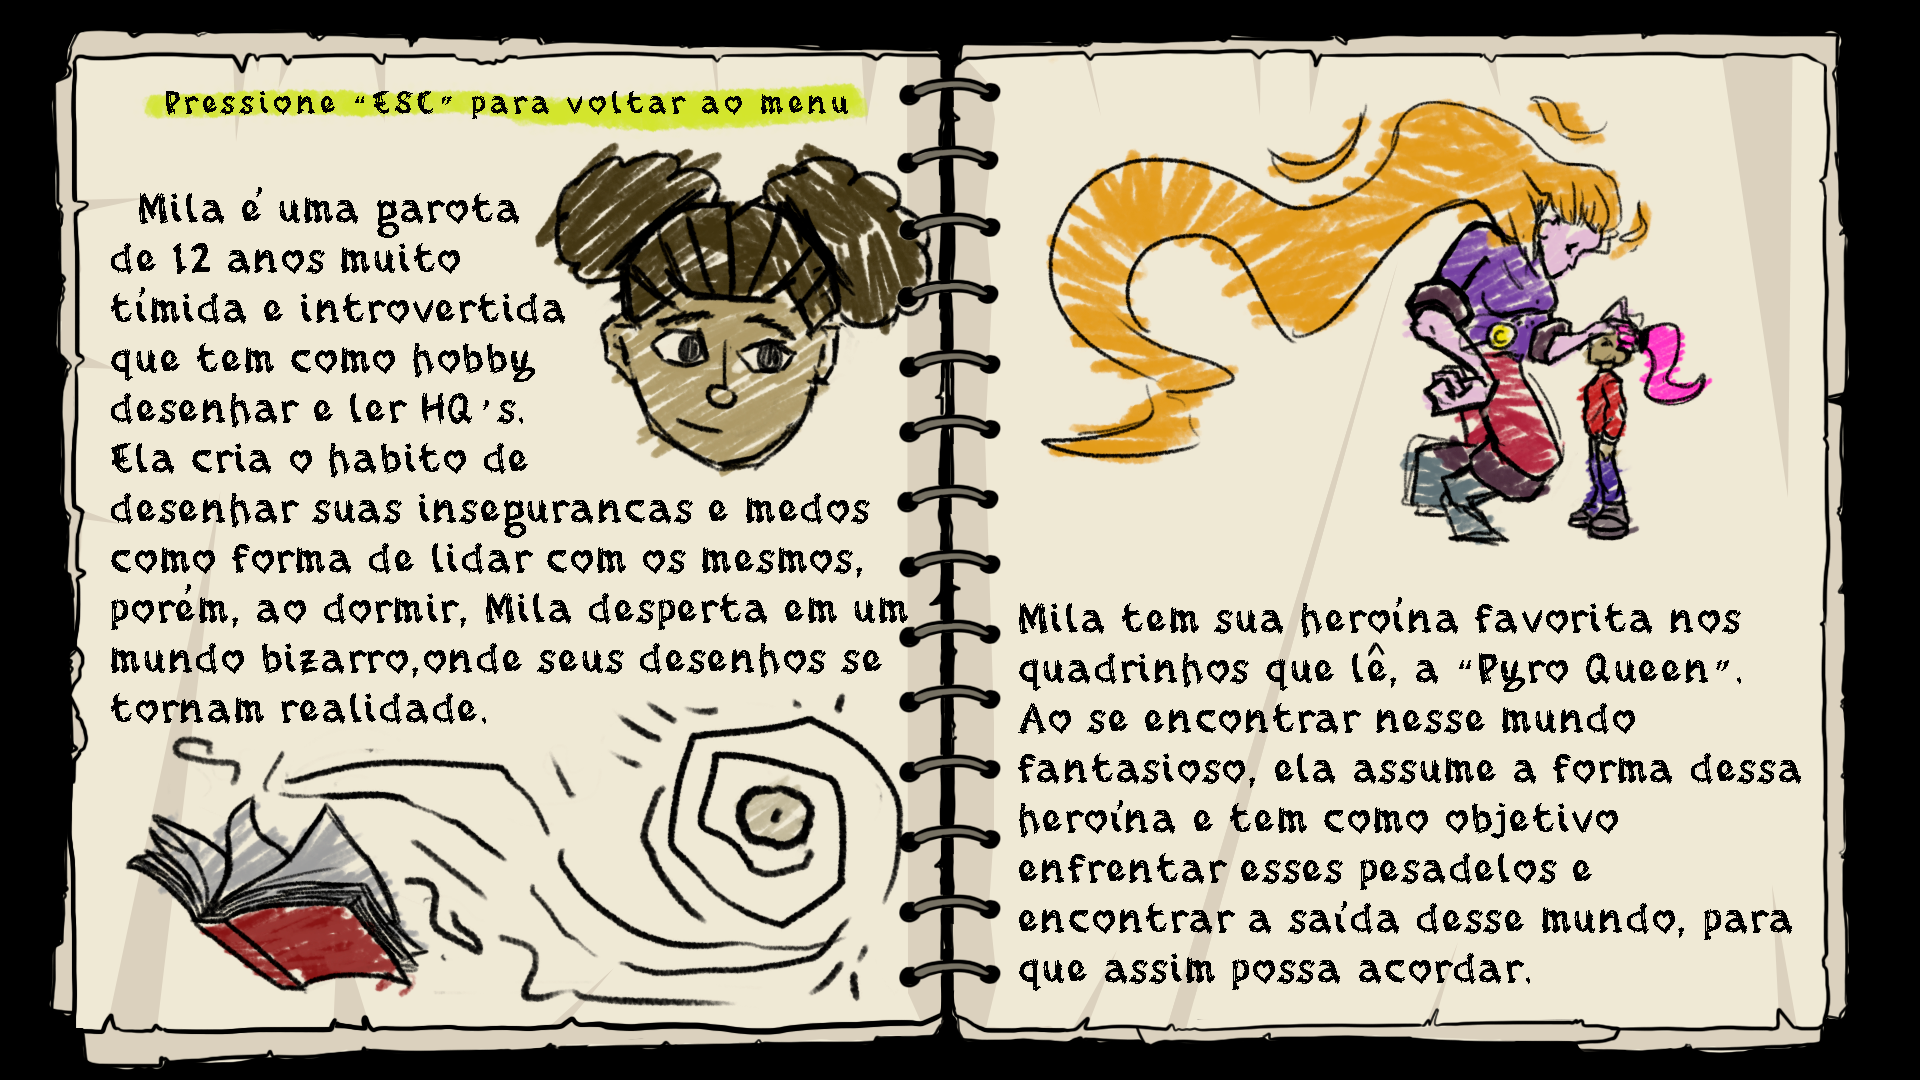 Pressione “ESC” para voltar ao menu
Mila é uma garota
de 12 anos muito
tímida e introvertida
que tem como hobby
desenhar e ler HQ's.
Ela cria o habito de
desenhar suas insegurancas e medos
como forma de lidar com os mesmos,
porém, ao dormir, Mila desperta em um
mundo bizarro,onde seus desenhos se
tornam realidade.
Mila tem sua heroína favorita nos
quadrinhos que lê, a “Pyro Queen”.
Ao se encontrar nesse mundo
fantasioso, ela assume a forma dessa
heroína e tem como objetivo
enfrentar esses pesadelos e
encontrar a saída desse mundo, para
que assim possa acordar.